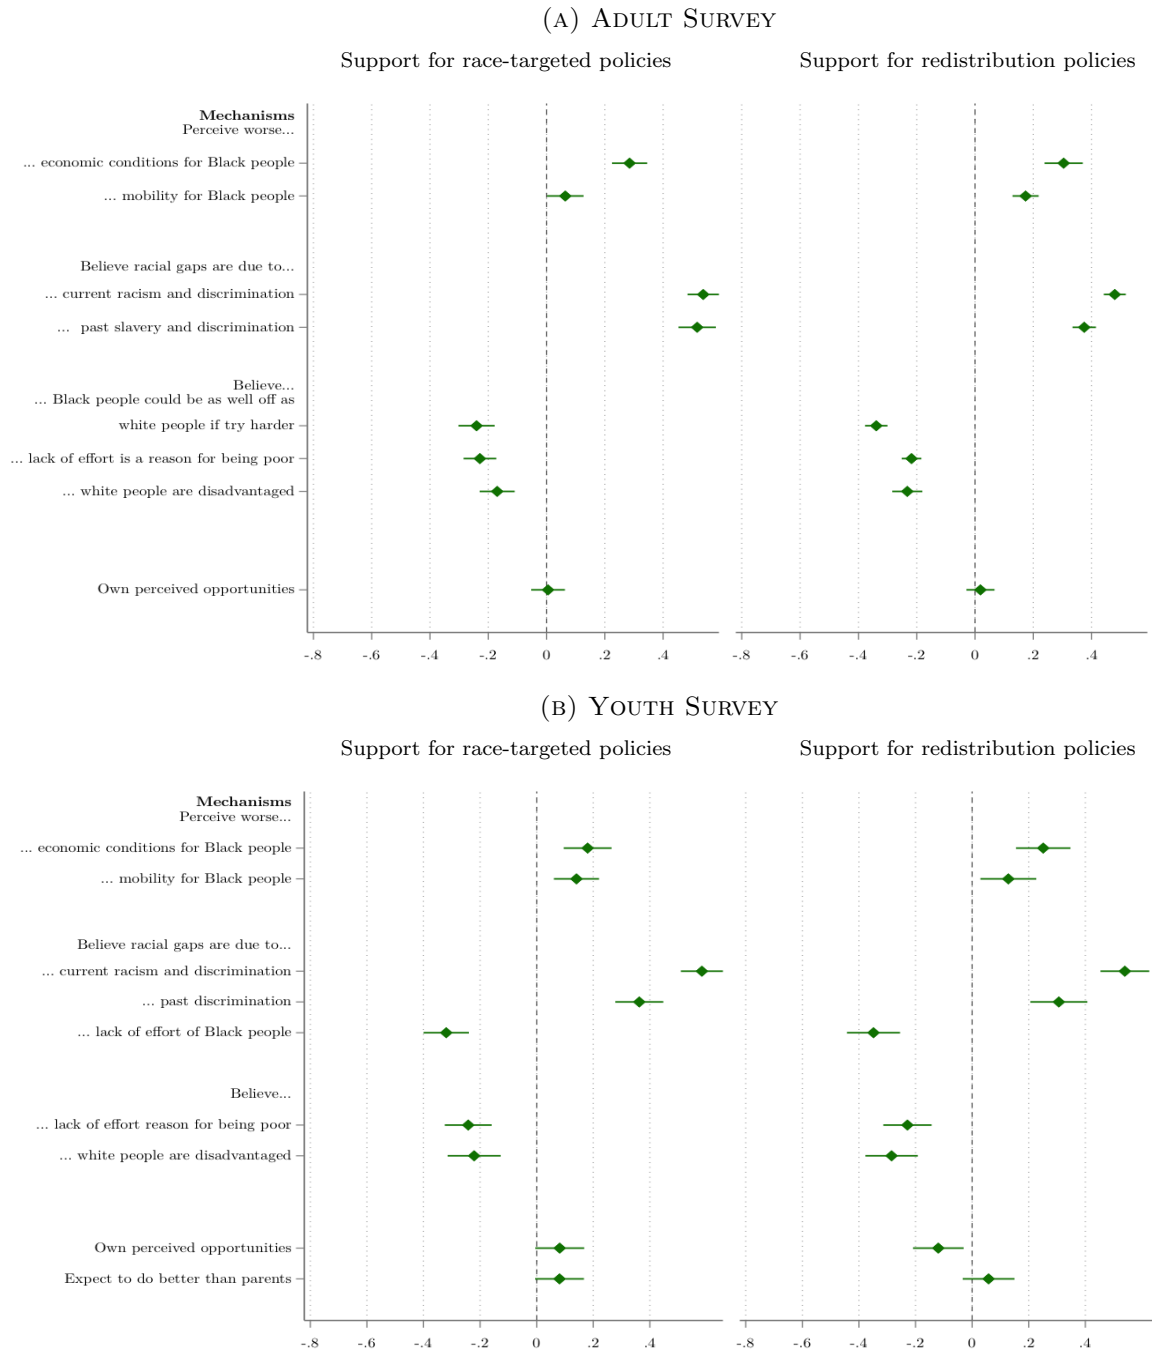 (A) ADULT SURVEY
Support for race-targeted policies
Support for redistribution policies
Mechanisms
Perceive worse...
... economic conditions for Black people
... mobility for Black people
Believe racial gaps are due to...
... current racism and discrimination
... past slavery and discrimination
Believe...
... Black people could be as well off as
white people if try harder
... lack of effort is a reason for being poor
... white people are disadvantaged
Own perceived opportunities
-.8 -.6 -.4 -.2 0 .2 .4
-.8 -.6 -.4 -.2 0 .2 .4
(B) YOUTH SURVEY
Support for race-targeted policies
Support for redistribution policies
Mechanisms
Perceive worse...
... economic conditions for Black people
... mobility for Black people
Believe racial gaps are due to...
... current racism and discrimination
... past discrimination
... lack of effort of Black people
Believe...
... lack of effort reason for being poor
... white people are disadvantaged
Own perceived opportunities
Expect to do better than parents
-.8 -.6 -.4 -.2 0 .2 .4
-.8 -.6 -.4 -.2 0 .2 .4